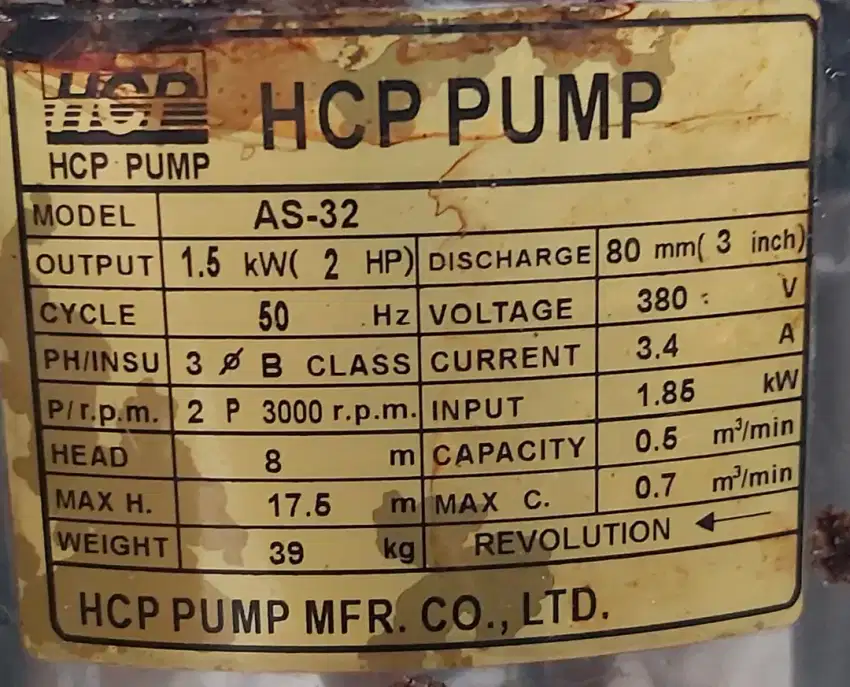 HCP
HCP PUMP
HCP PUMP
MODEL AS-32
OUTPUT 1.5 kW( 2 HP) DISCHARGE 80 mm( 3 inch)
CYCLE 50 Hz VOLTAGE 380 V
PH/INSU 3 ø B CLASS CURRENT 3.4 A
P/r.p.m. 2 P 3000 r.p.m. INPUT 1.85 kW
HEAD 8 m CAPACITY 0.5 m³/min
MAX H. 17.5 m MAX C. 0.7 m³/min
WEIGHT 39 kg REVOLUTION ←
HCP PUMP MFR. CO., LTD.